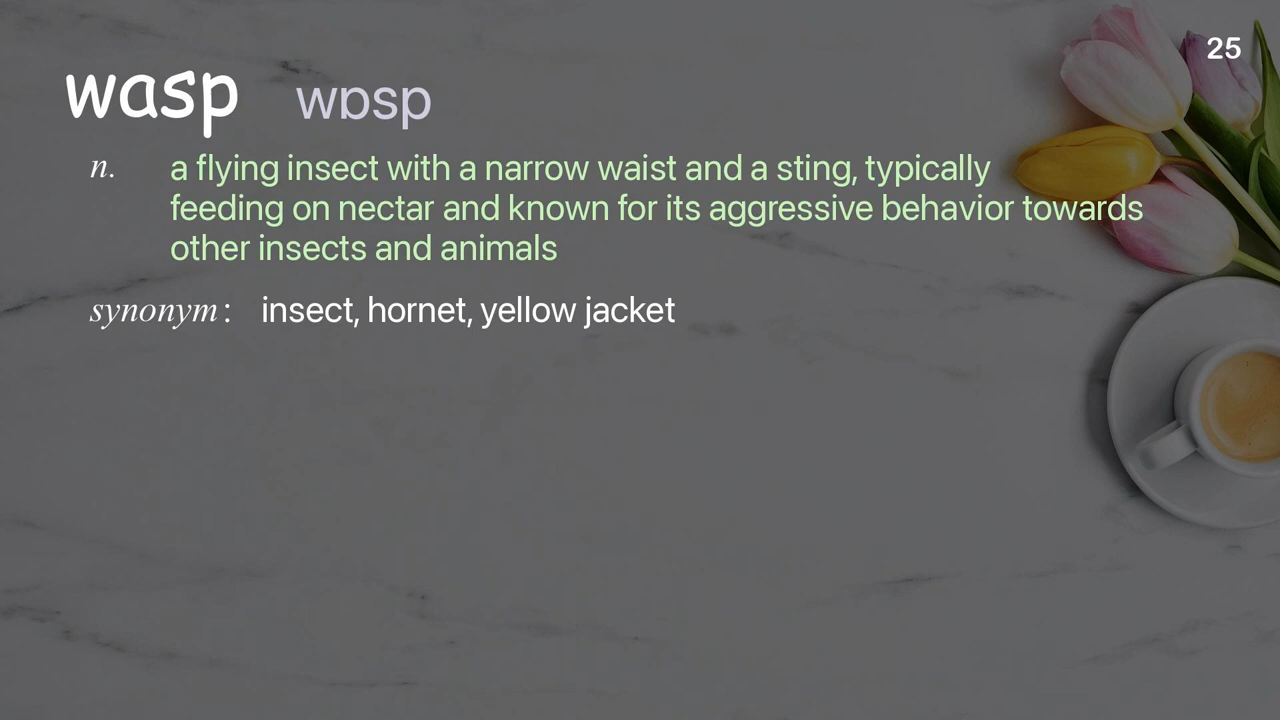 25
wasp wɒsp
n. a flying insect with a narrow waist and a sting, typically
feeding on nectar and known for its aggressive behavior towards
other insects and animals
synonym: insect, hornet, yellow jacket